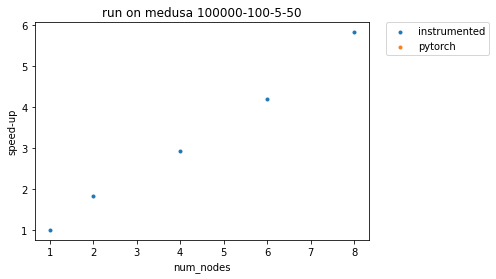 run on medusa 100000-100-5-50
instrumented
pytorch
6
5
4
3
2
1
speed-up
1 2 3 4 5 6 7 8
num_nodes